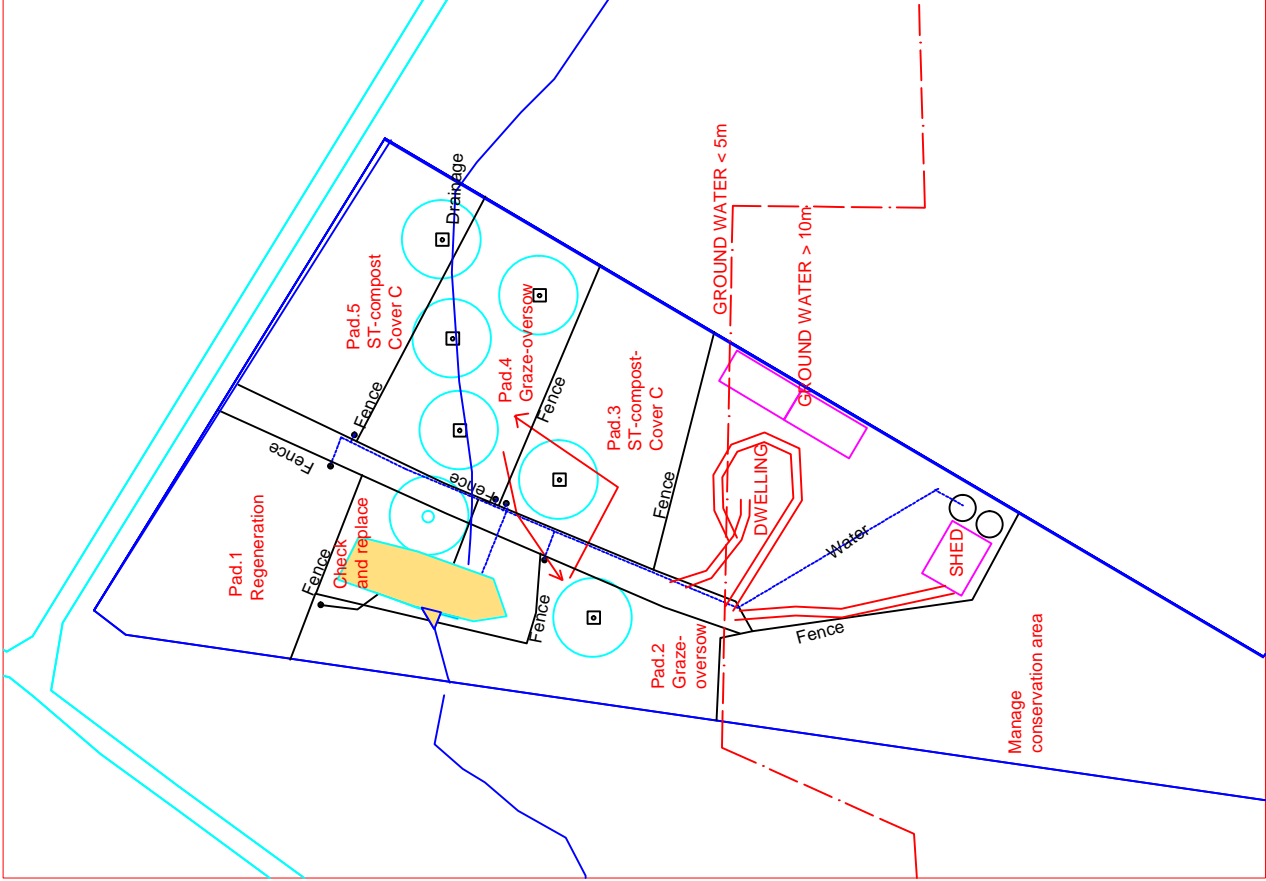 Drainage
Pad.5
ST-compost
Cover C
GROUND WATER < 5m
GROUND WATER > 10m
Pad.4
Graze-oversow
Fence
Fence
Fence
Pad.3
ST-compost-
Cover C
Fence
Fence
Pad.1
Regeneration
Check
and replace
Fence
Fence
DWELLING
Water
SHED
Fence
Pad.2
Graze-
oversow
Manage
conservation area